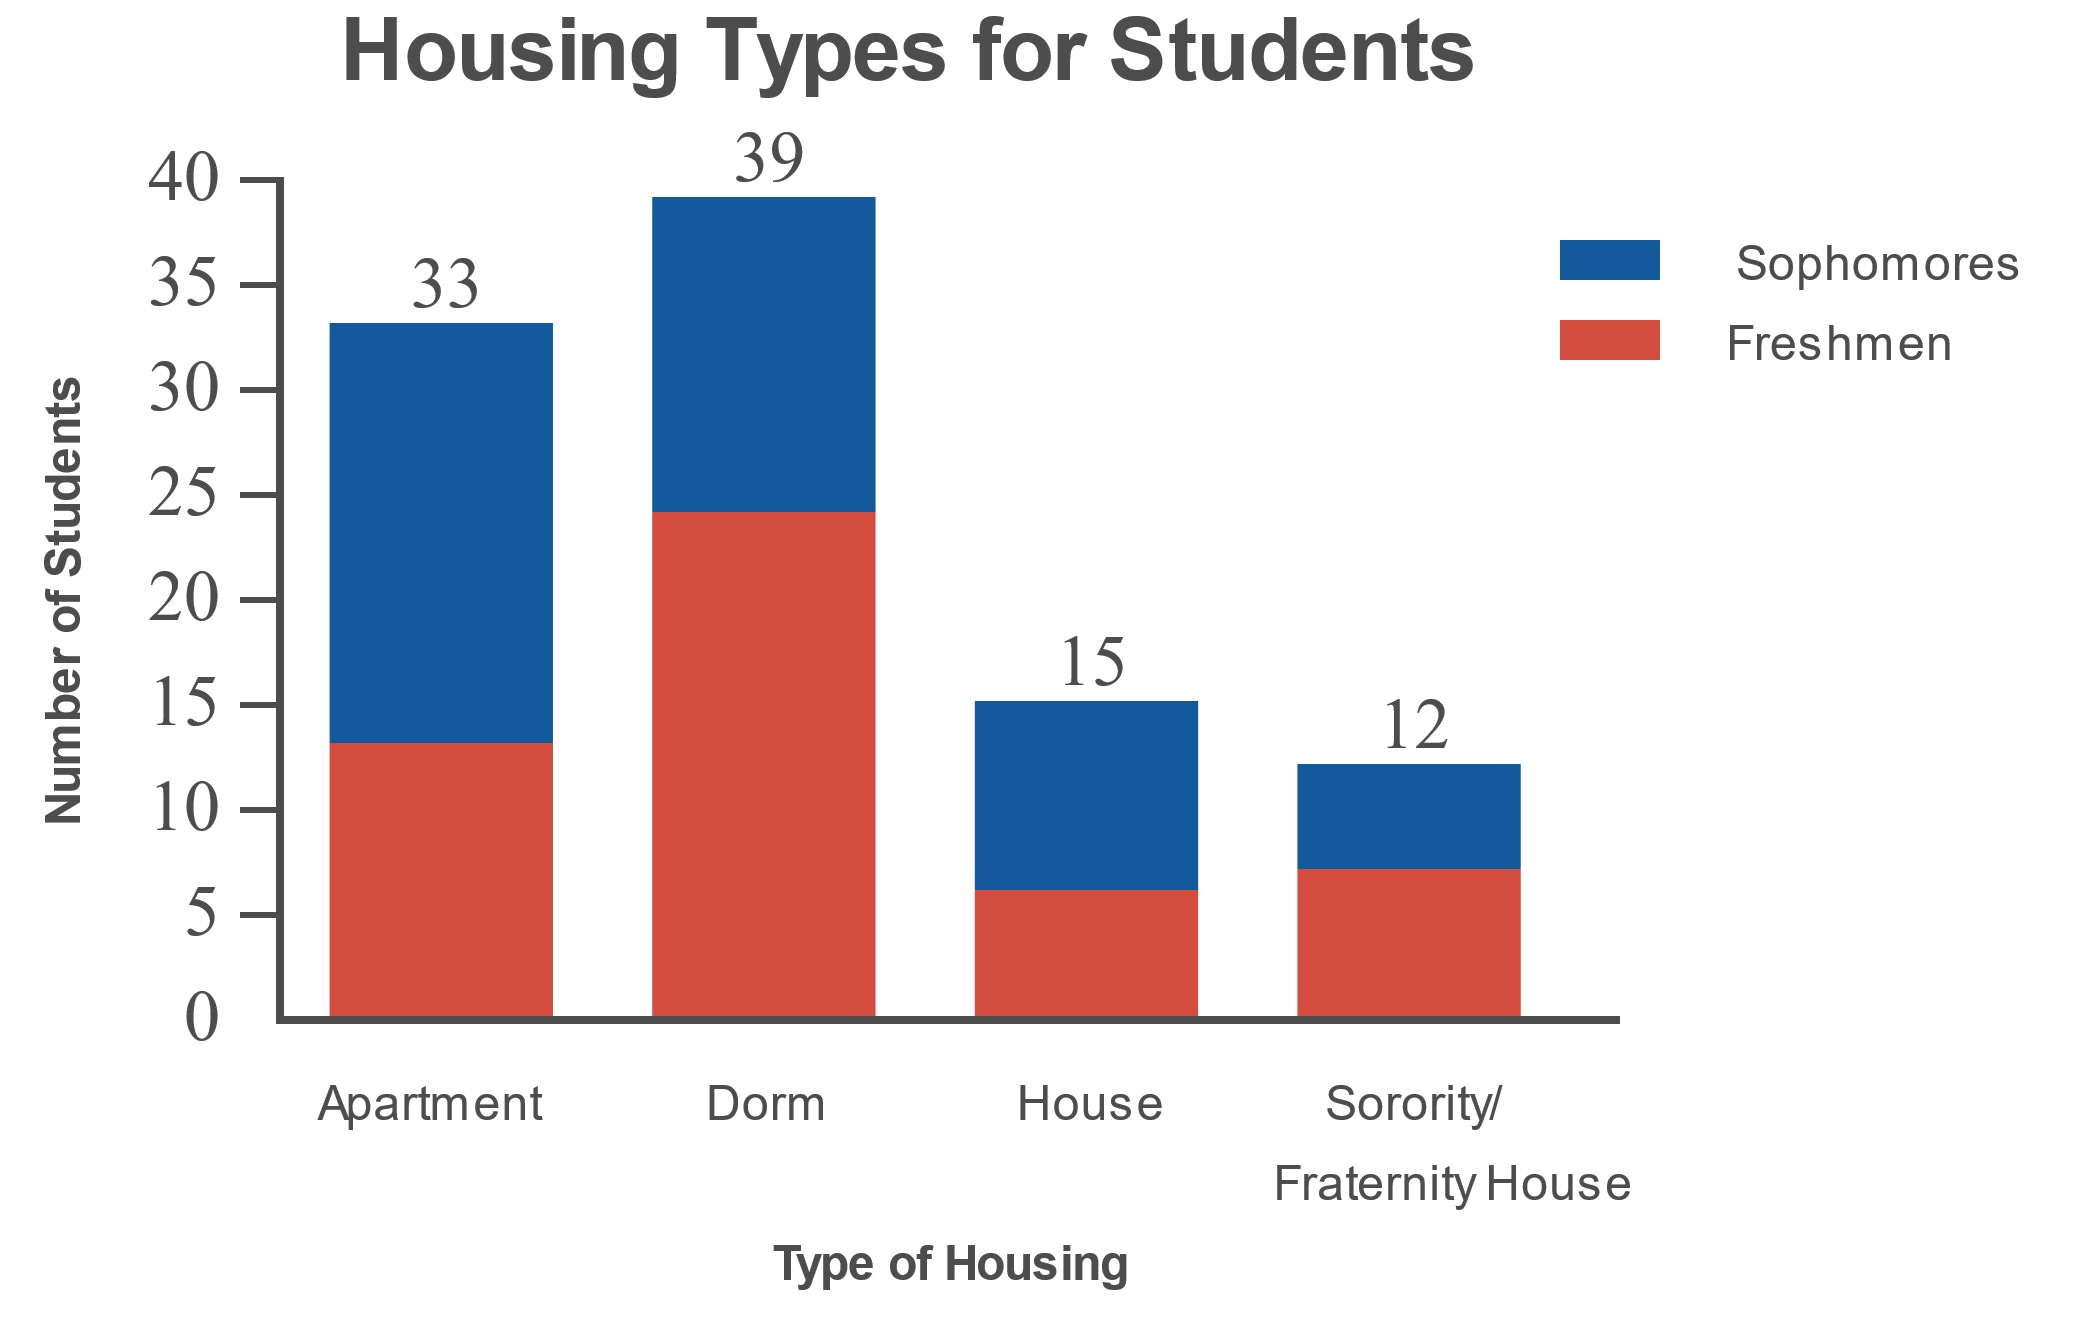 Housing Types for Students
39
40
33
35
30
25
20
15
15
12
10
5
0
Number of Students
Sophomores
Freshmen
Apartment
Dorm
House
Sorority/
Fraternity House
Type of Housing